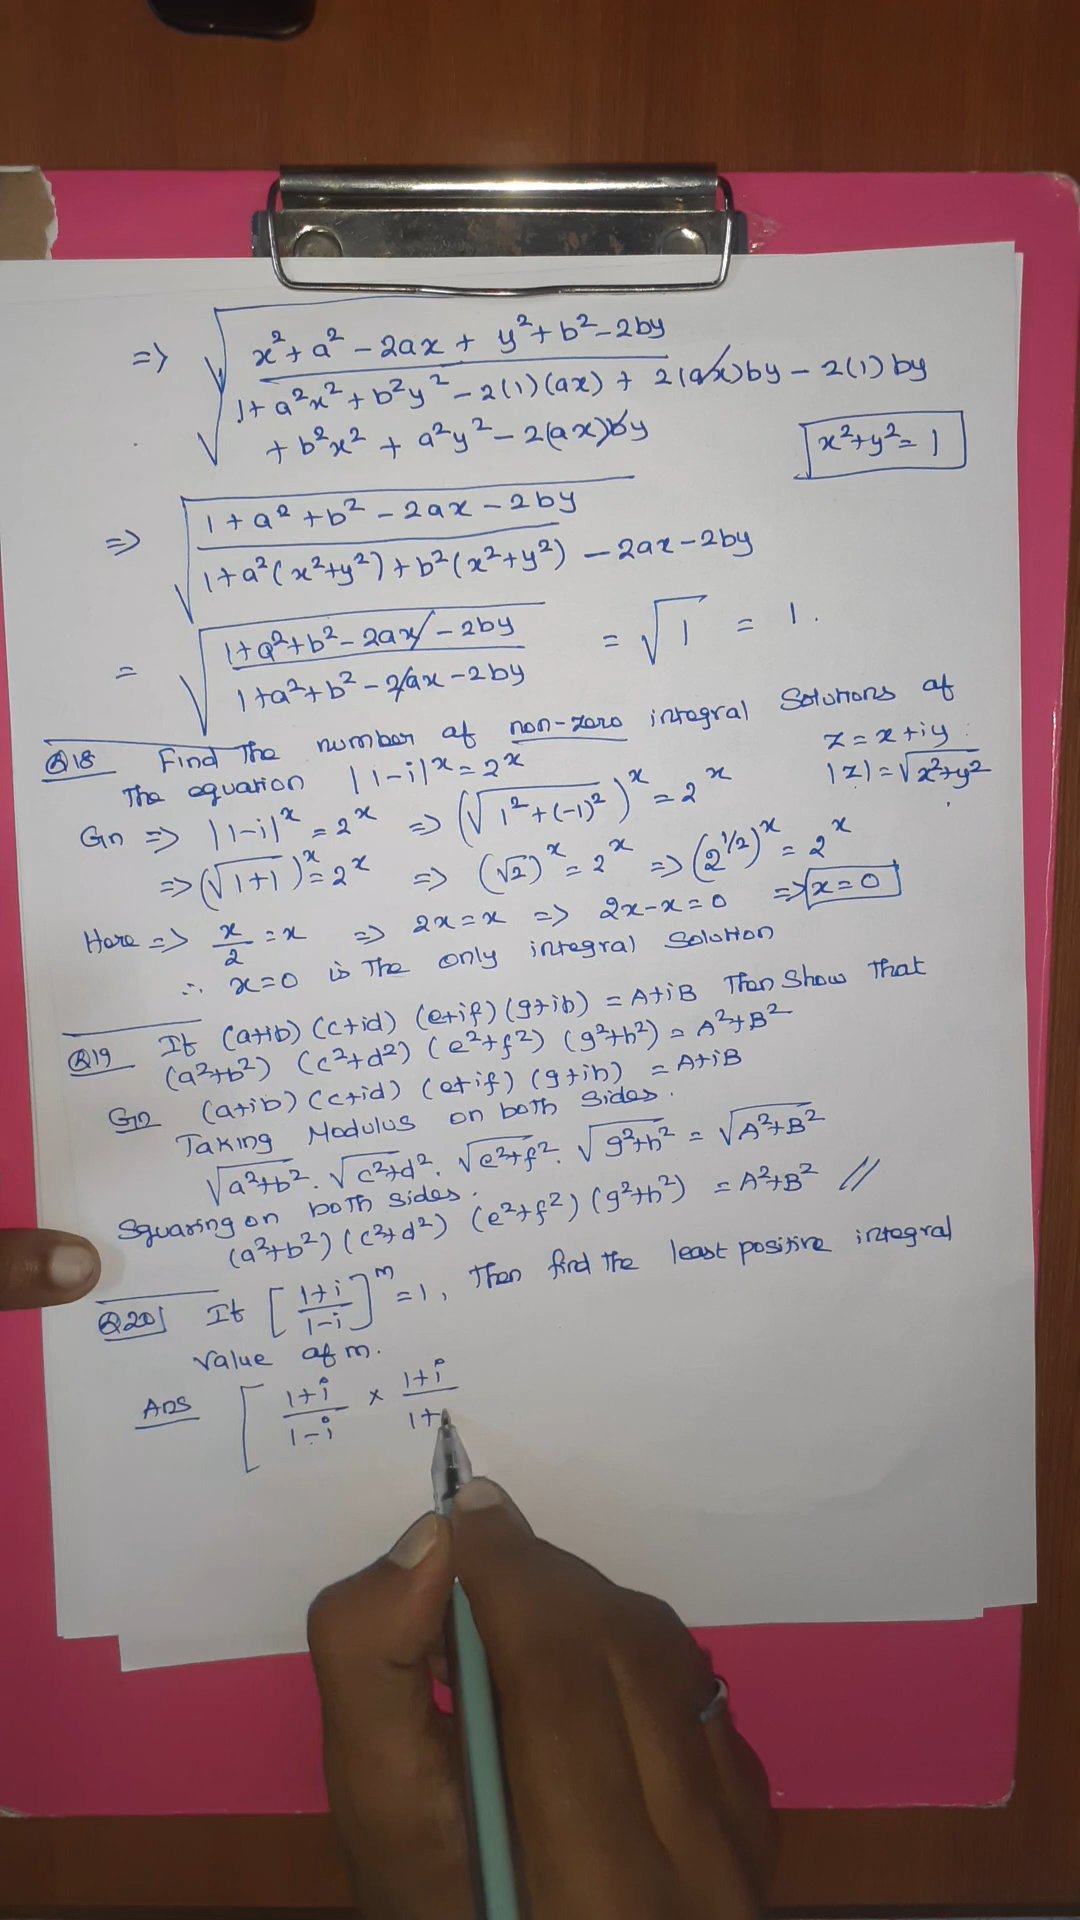 => √ x²+a²-2ax+y²+b²-2by
1+a²x²+b²y²-2(1)(ax)+2(ax)by-2(1)by
+b²x²+a²y²-2(ax)by
x²+y²=1
=> √ 1+a²+b²-2ax-2by
1+a²(x²+y²)+b²(x²+y²)-2ax-2by
= √ 1+a²+b²-2ax-2by / 1+a²+b²-2ax-2by = √1 = 1.
Q18 Find The number of non-zero integral Solutions of
The equation |1-i|ˣ=2ˣ
z=x+iy
|z|=√x²+y²
Gn => |1-i|ˣ=2ˣ => (√1²+(-1)²)ˣ=2ˣ
=> (√1+1)ˣ=2ˣ => (√2)ˣ=2ˣ => (2^1/2)ˣ=2ˣ
Here => x/2=x => 2x=x => 2x-x=0 => x=0
∴ x=0 is The only integral Solution
Q19 If (a+ib)(c+id)(e+if)(g+ih)=A+iB Then Show That
(a²+b²)(c²+d²)(e²+f²)(g²+h²)=A²+B²
Gn (a+ib)(c+id)(e+if)(g+ih)=A+iB
Taking Modulus on both Sides.
√a²+b². √c²+d². √e²+f². √g²+h²=√A²+B²
Squaring on both sides.
(a²+b²)(c²+d²)(e²+f²)(g²+h²)=A²+B² //
Q20 If [1+i/1-i]ᵐ=1, Then find The least positive integral
Value of m.
Ans [ 1+i/1-i × 1+i/1+